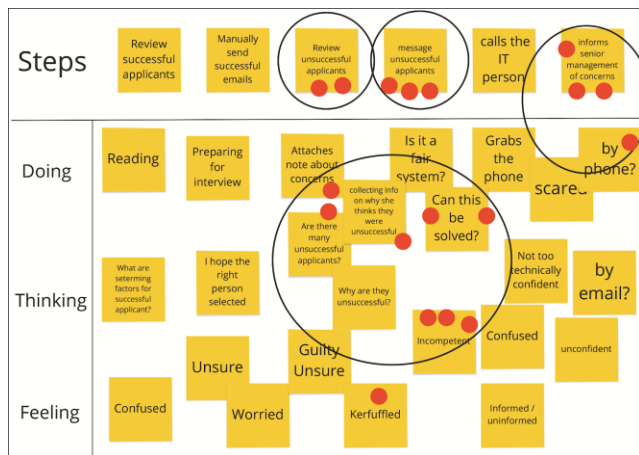 Steps
Review
successful
applicants
Manually
send
successful
emails
Review
unsuccessful
applicants
message
unsuccessful
applicants
calls the
IT
person
informs
senior
management
of concerns
Doing
Reading
Preparing
for
interview
Attaches
note about
concerns
collecting info
on why she
thinks they
were
unsuccessful
Is it a
fair
system?
Can this
be
solved?
Grabs
the
phone
scared
by
phone?
Are there
many
unsuccessful
applicants?
Thinking
What are
seterming
factors for
successful
applicant?
I hope the
right
person
selected
Why are they
unsuccessful?
Not too
technically
confident
by
email?
Incompetent
Confused
unconfident
Feeling
Confused
Unsure
Worried
Guilty
Unsure
Kerfuffled
Informed /
uninformed